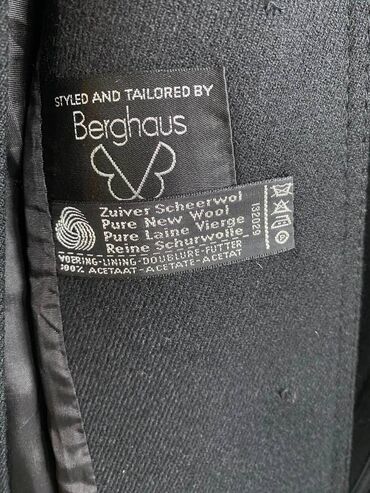 STYLED AND TAILORED BY
Berghaus
Zuiver Scheerwol
Pure New Wool
Pure Laine Vierge
Reine Schurwolle
VOERING-LINING-DOUBLURE-FUTTER
100% ACETAAT-ACETATE-ACETAT
182029
P